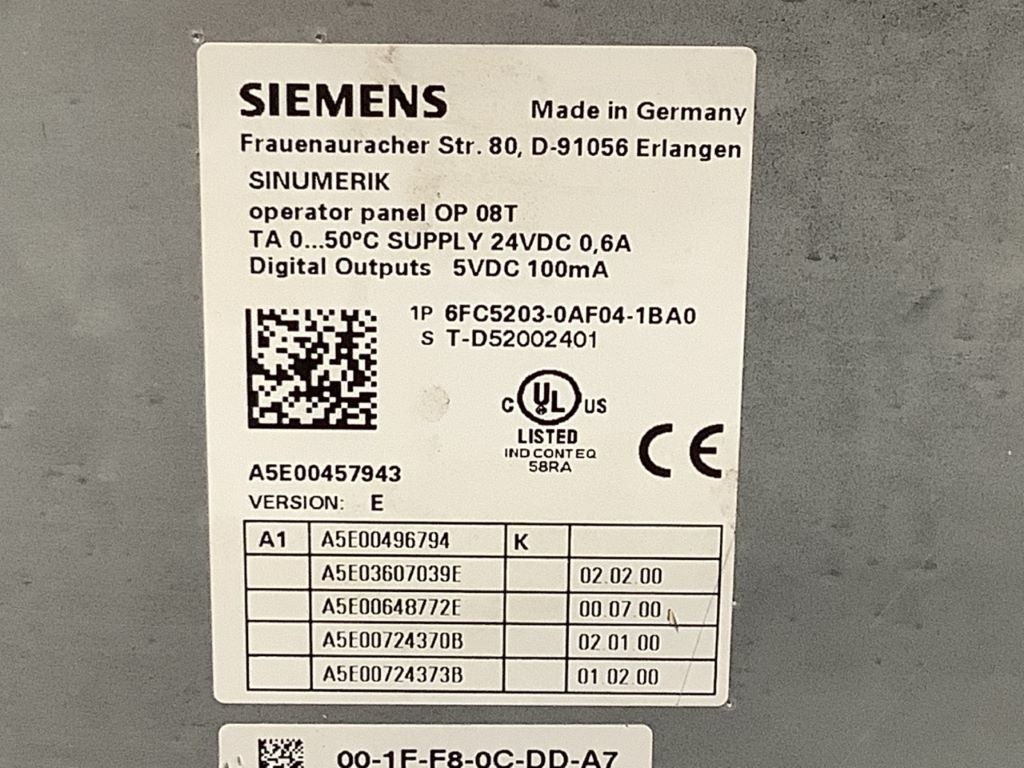 SIEMENS Made in Germany
Frauenauracher Str. 80, D-91056 Erlangen
SINUMERIK
operator panel OP 08T
TA 0...50°C SUPPLY 24VDC 0,6A
Digital Outputs 5VDC 100mA
1P 6FC5203-0AF04-1BA0
S T-D52002401
C UL US
LISTED
IND CONT EQ
58RA
CE
A5E00457943
VERSION: E
A1 A5E00496794 K
A5E03607039E 02.02.00
A5E00648772E 00.07.00
A5E00724370B 02.01.00
A5E00724373B 01.02.00
00-1F-F8-0C-DD-A7